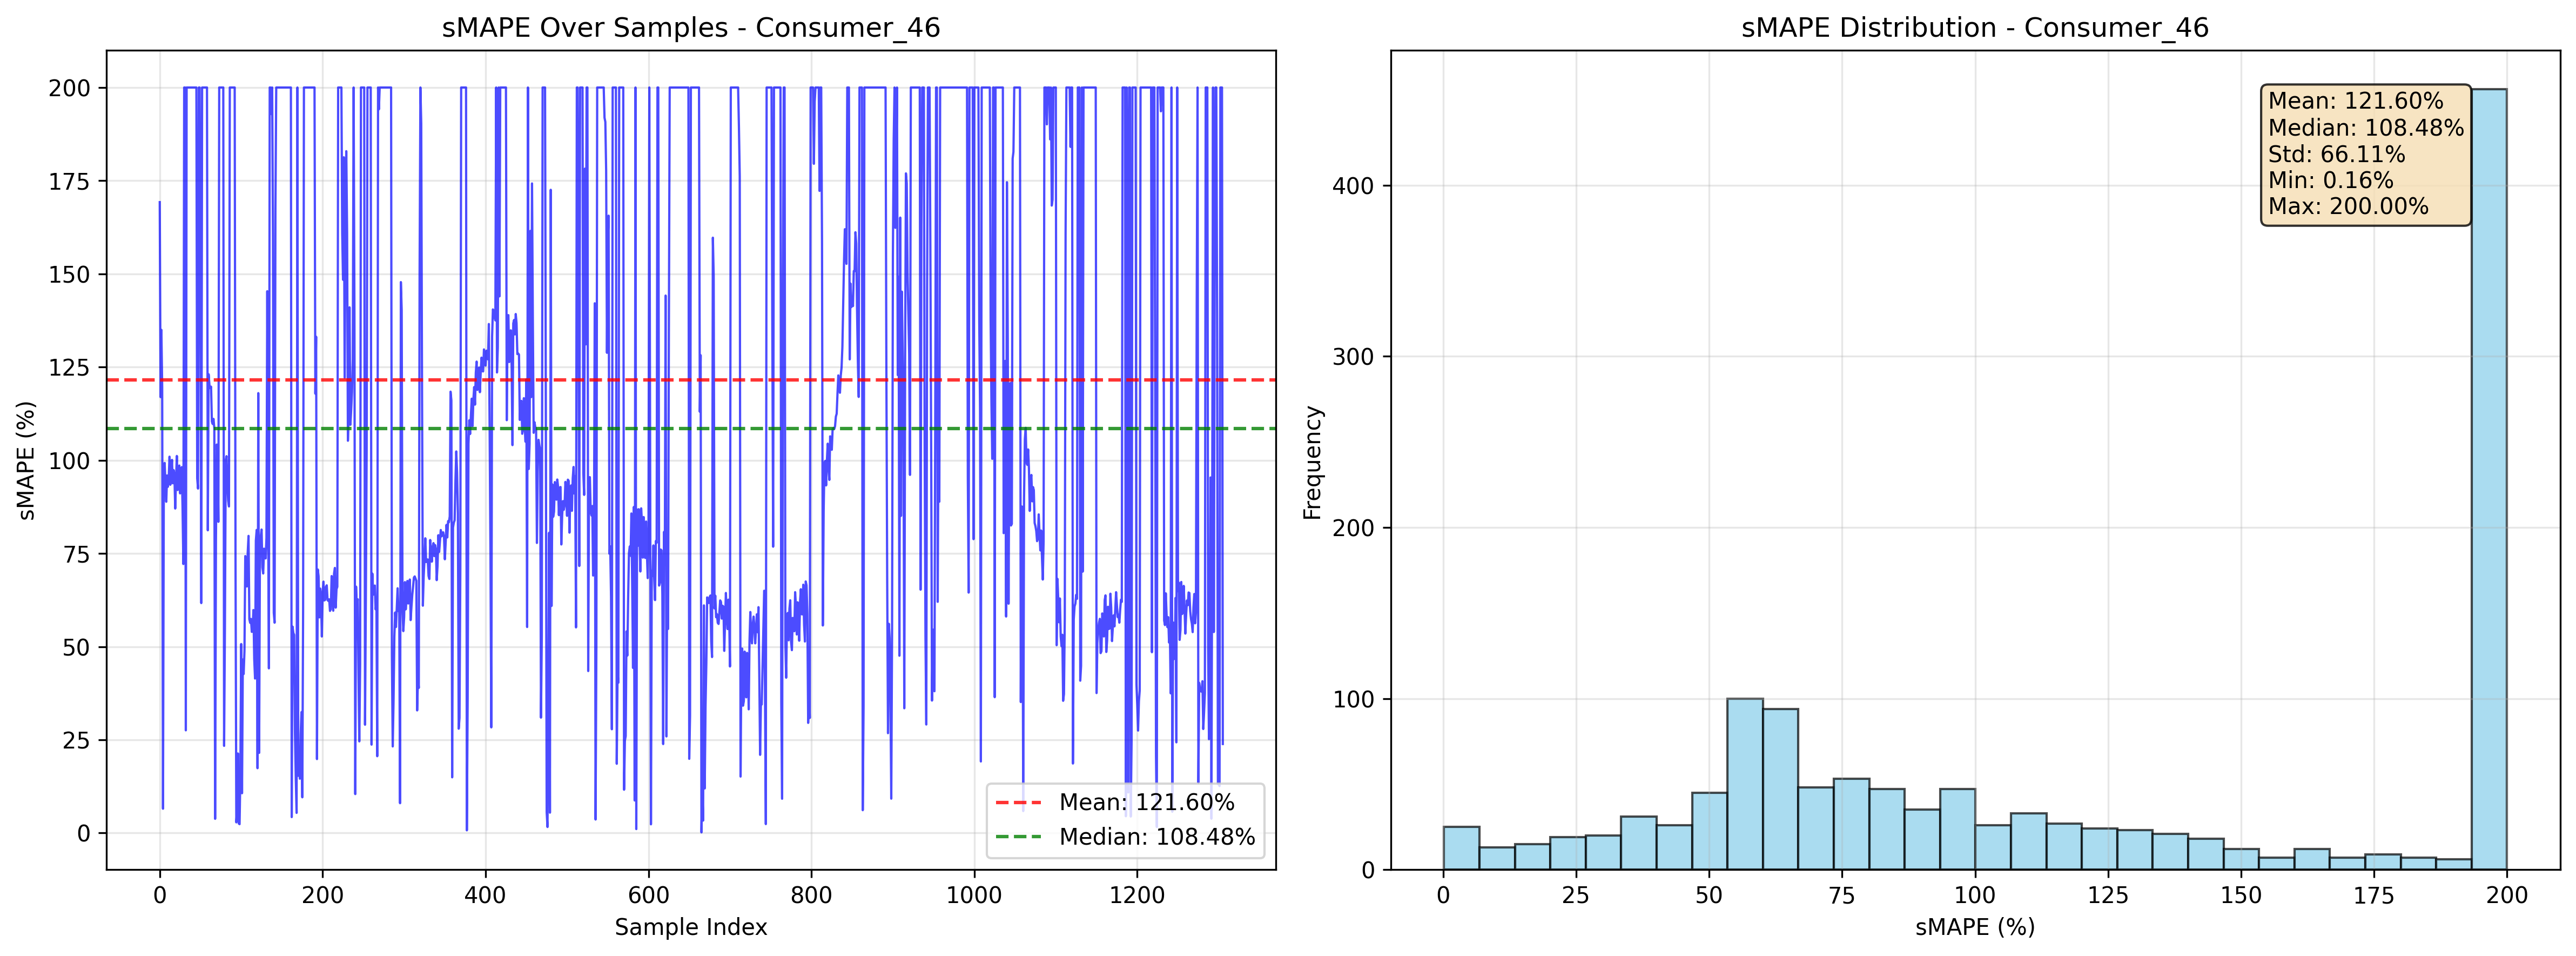 sMAPE Over Samples - Consumer_46
sMAPE (%)
200
175
150
125
100
75
50
25
0
Mean: 121.60%
Median: 108.48%
0 200 400 600 800 1000 1200
Sample Index
sMAPE Distribution - Consumer_46
Frequency
400
300
200
100
0
Mean: 121.60%
Median: 108.48%
Std: 66.11%
Min: 0.16%
Max: 200.00%
0 25 50 75 100 125 150 175 200
sMAPE (%)